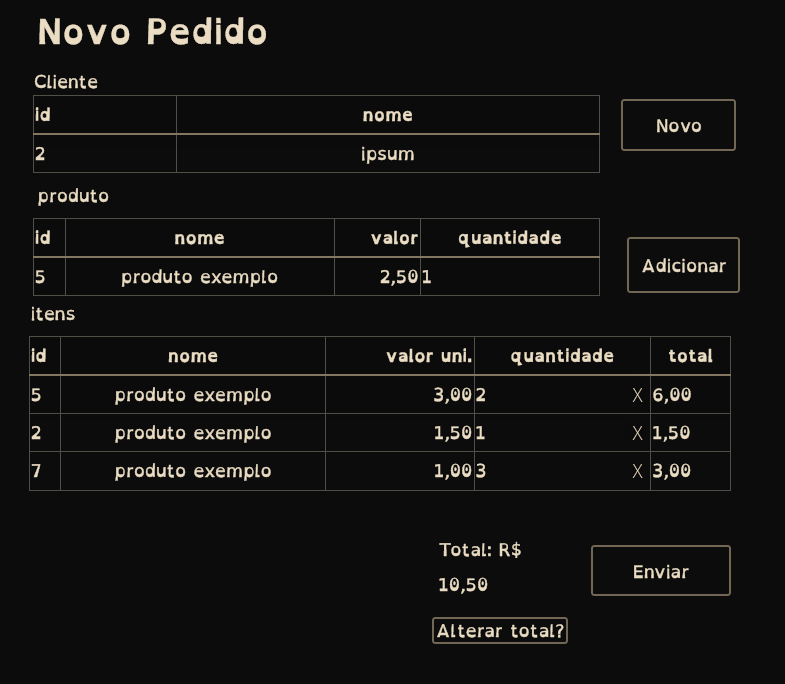 Novo Pedido
Cliente
id nome
2 ipsum
Novo
produto
id nome valor quantidade
5 produto exemplo 2,50 1
Adicionar
itens
id nome valor uni. quantidade total
5 produto exemplo 3,00 2 X 6,00
2 produto exemplo 1,50 1 X 1,50
7 produto exemplo 1,00 3 X 3,00
Total: R$
10,50
Enviar
Alterar total?